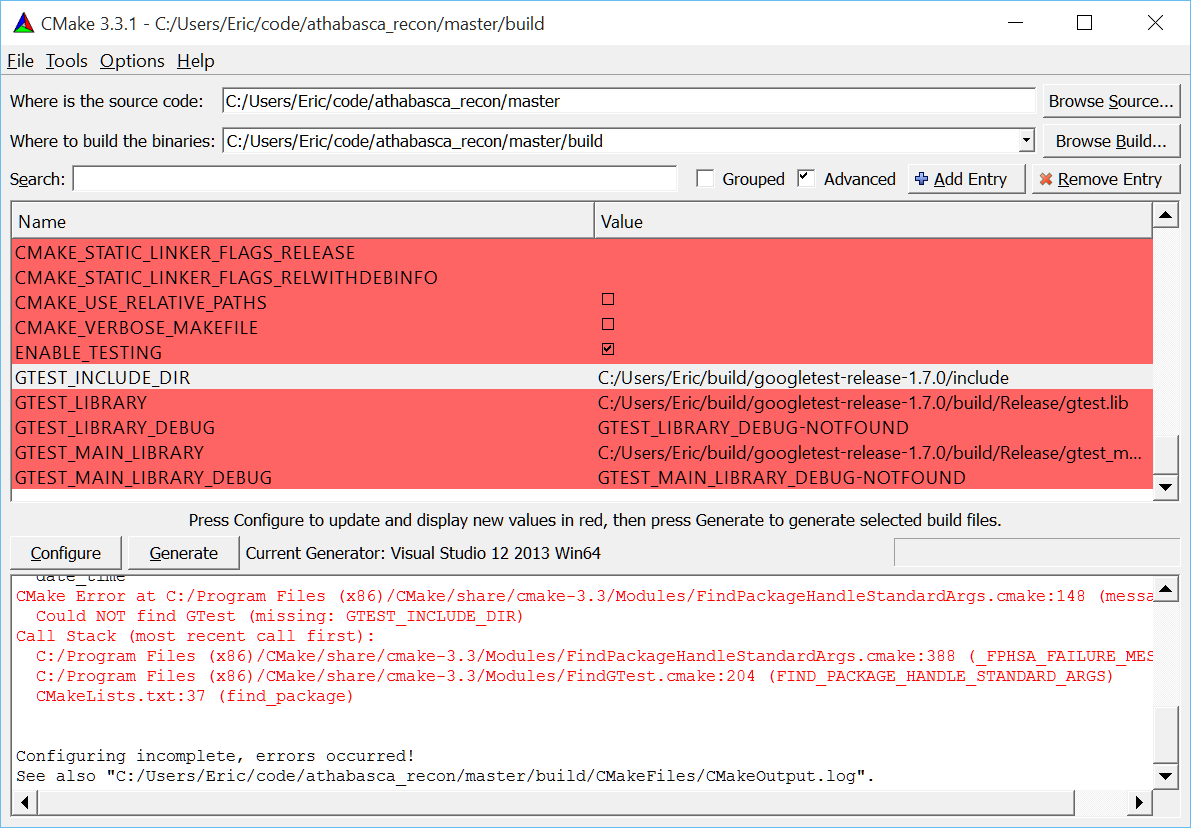 CMake 3.3.1 - C:/Users/Eric/code/athabasca_recon/master/build
File Tools Options Help
Where is the source code: C:/Users/Eric/code/athabasca_recon/master Browse Source...
Where to build the binaries: C:/Users/Eric/code/athabasca_recon/master/build Browse Build...
Search: Grouped Advanced Add Entry Remove Entry
Name Value
CMAKE_STATIC_LINKER_FLAGS_RELEASE
CMAKE_STATIC_LINKER_FLAGS_RELWITHDEBINFO
CMAKE_USE_RELATIVE_PATHS
CMAKE_VERBOSE_MAKEFILE
ENABLE_TESTING
GTEST_INCLUDE_DIR C:/Users/Eric/build/googletest-release-1.7.0/include
GTEST_LIBRARY C:/Users/Eric/build/googletest-release-1.7.0/build/Release/gtest.lib
GTEST_LIBRARY_DEBUG GTEST_LIBRARY_DEBUG-NOTFOUND
GTEST_MAIN_LIBRARY C:/Users/Eric/build/googletest-release-1.7.0/build/Release/gtest_m...
GTEST_MAIN_LIBRARY_DEBUG GTEST_MAIN_LIBRARY_DEBUG-NOTFOUND
Press Configure to update and display new values in red, then press Generate to generate selected build files.
Configure Generate Current Generator: Visual Studio 12 2013 Win64
date_time
CMake Error at C:/Program Files (x86)/CMake/share/cmake-3.3/Modules/FindPackageHandleStandardArgs.cmake:148 (messa
Could NOT find GTest (missing: GTEST_INCLUDE_DIR)
Call Stack (most recent call first):
C:/Program Files (x86)/CMake/share/cmake-3.3/Modules/FindPackageHandleStandardArgs.cmake:388 (_FPHSA_FAILURE_MES
C:/Program Files (x86)/CMake/share/cmake-3.3/Modules/FindGTest.cmake:204 (FIND_PACKAGE_HANDLE_STANDARD_ARGS)
CMakeLists.txt:37 (find_package)
Configuring incomplete, errors occurred!
See also "C:/Users/Eric/code/athabasca_recon/master/build/CMakeFiles/CMakeOutput.log".